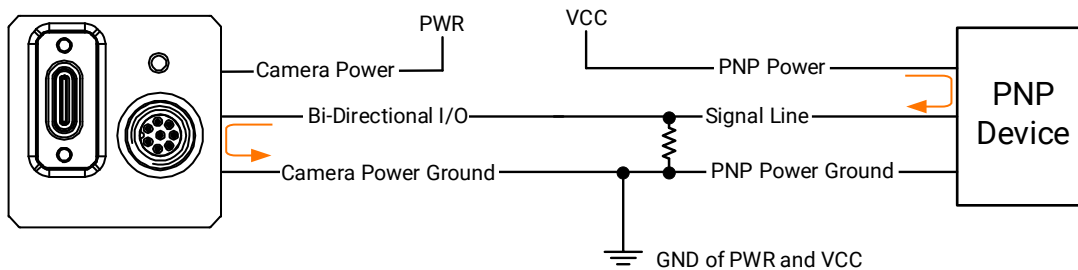 PWR
VCC
Camera Power
PNP Power
Bi-Directional I/O
Signal Line
PNP
Device
Camera Power Ground
PNP Power Ground
GND of PWR and VCC